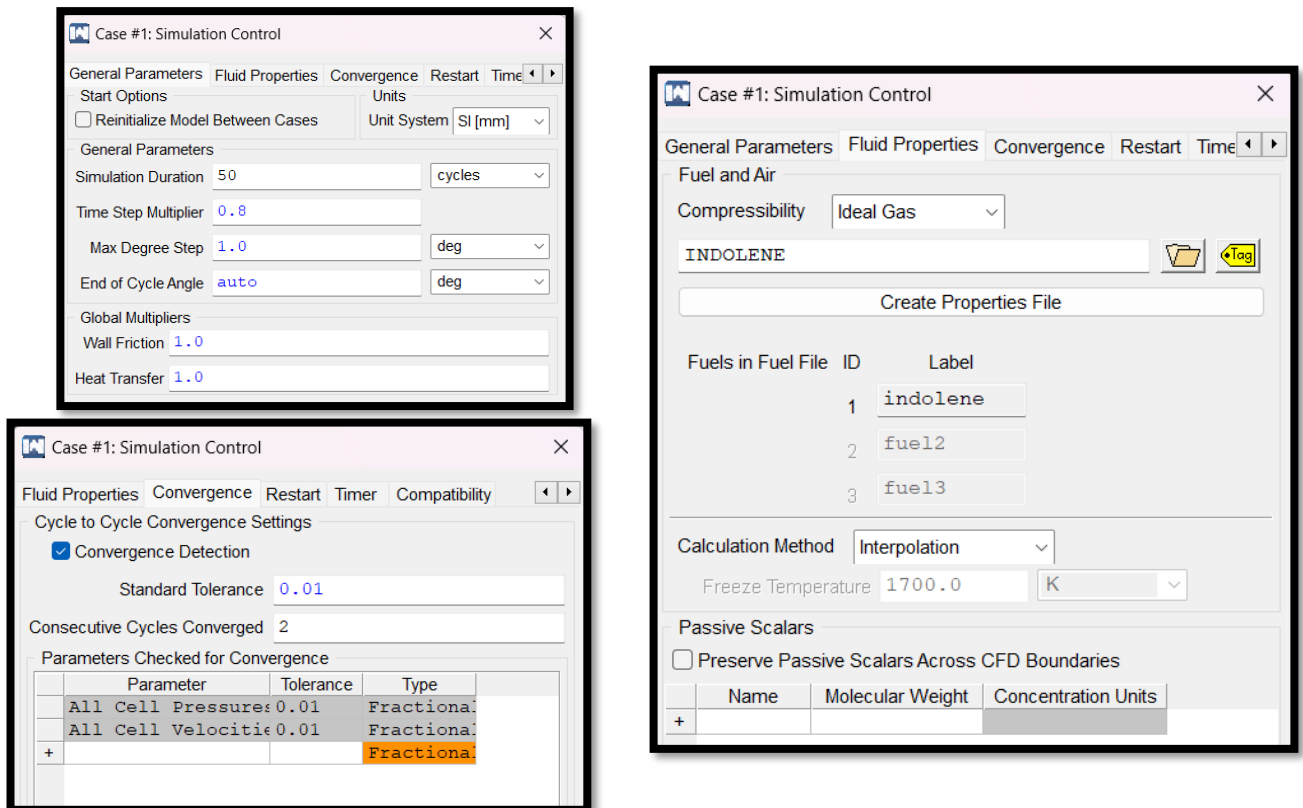 Case #1: Simulation Control
General Parameters Fluid Properties Convergence Restart Time
Start Options
Reinitialize Model Between Cases
Units
Unit System SI [mm]
General Parameters
Simulation Duration 50 cycles
Time Step Multiplier 0.8
Max Degree Step 1.0 deg
End of Cycle Angle auto deg
Global Multipliers
Wall Friction 1.0
Heat Transfer 1.0
Case #1: Simulation Control
Fluid Properties Convergence Restart Timer Compatibility
Cycle to Cycle Convergence Settings
Convergence Detection
Standard Tolerance 0.01
Consecutive Cycles Converged 2
Parameters Checked for Convergence
Parameter Tolerance Type
All Cell Pressures 0.01 Fractional
All Cell Velocitie 0.01 Fractional
+ Fractional
Case #1: Simulation Control
General Parameters Fluid Properties Convergence Restart Time
Fuel and Air
Compressibility Ideal Gas
INDOLENE
Tag
Create Properties File
Fuels in Fuel File ID Label
1 indolene
2 fuel2
3 fuel3
Calculation Method Interpolation
Freeze Temperature 1700.0 K
Passive Scalars
Preserve Passive Scalars Across CFD Boundaries
Name Molecular Weight Concentration Units
+